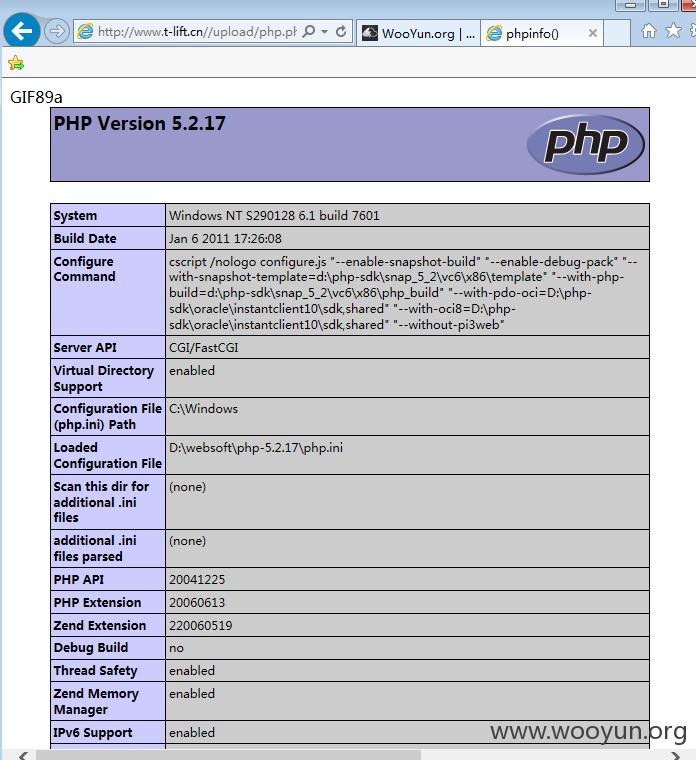 http://www.t-lift.cn//upload/php.ph
WooYun.org | ...
phpinfo()
GIF89a
PHP Version 5.2.17
php
System Windows NT S290128 6.1 build 7601
Build Date Jan 6 2011 17:26:08
Configure cscript /nologo configure.js "--enable-snapshot-build" "--enable-debug-pack" "--
Command with-snapshot-template=d:\php-sdk\snap_5_2\vc6\x86\template" "--with-php-
build=d:\php-sdk\snap_5_2\vc6\x86\php_build" "--with-pdo-oci=D:\php-
sdk\oracle\instantclient10\sdk,shared" "--with-oci8=D:\php-
sdk\oracle\instantclient10\sdk,shared" "--without-pi3web"
Server API CGI/FastCGI
Virtual Directory enabled
Support
Configuration File C:\Windows
(php.ini) Path
Loaded D:\websoft\php-5.2.17\php.ini
Configuration File
Scan this dir for (none)
additional .ini
files
additional .ini (none)
files parsed
PHP API 20041225
PHP Extension 20060613
Zend Extension 220060519
Debug Build no
Thread Safety enabled
Zend Memory enabled
Manager
IPv6 Support enabled
www.wooyun.org